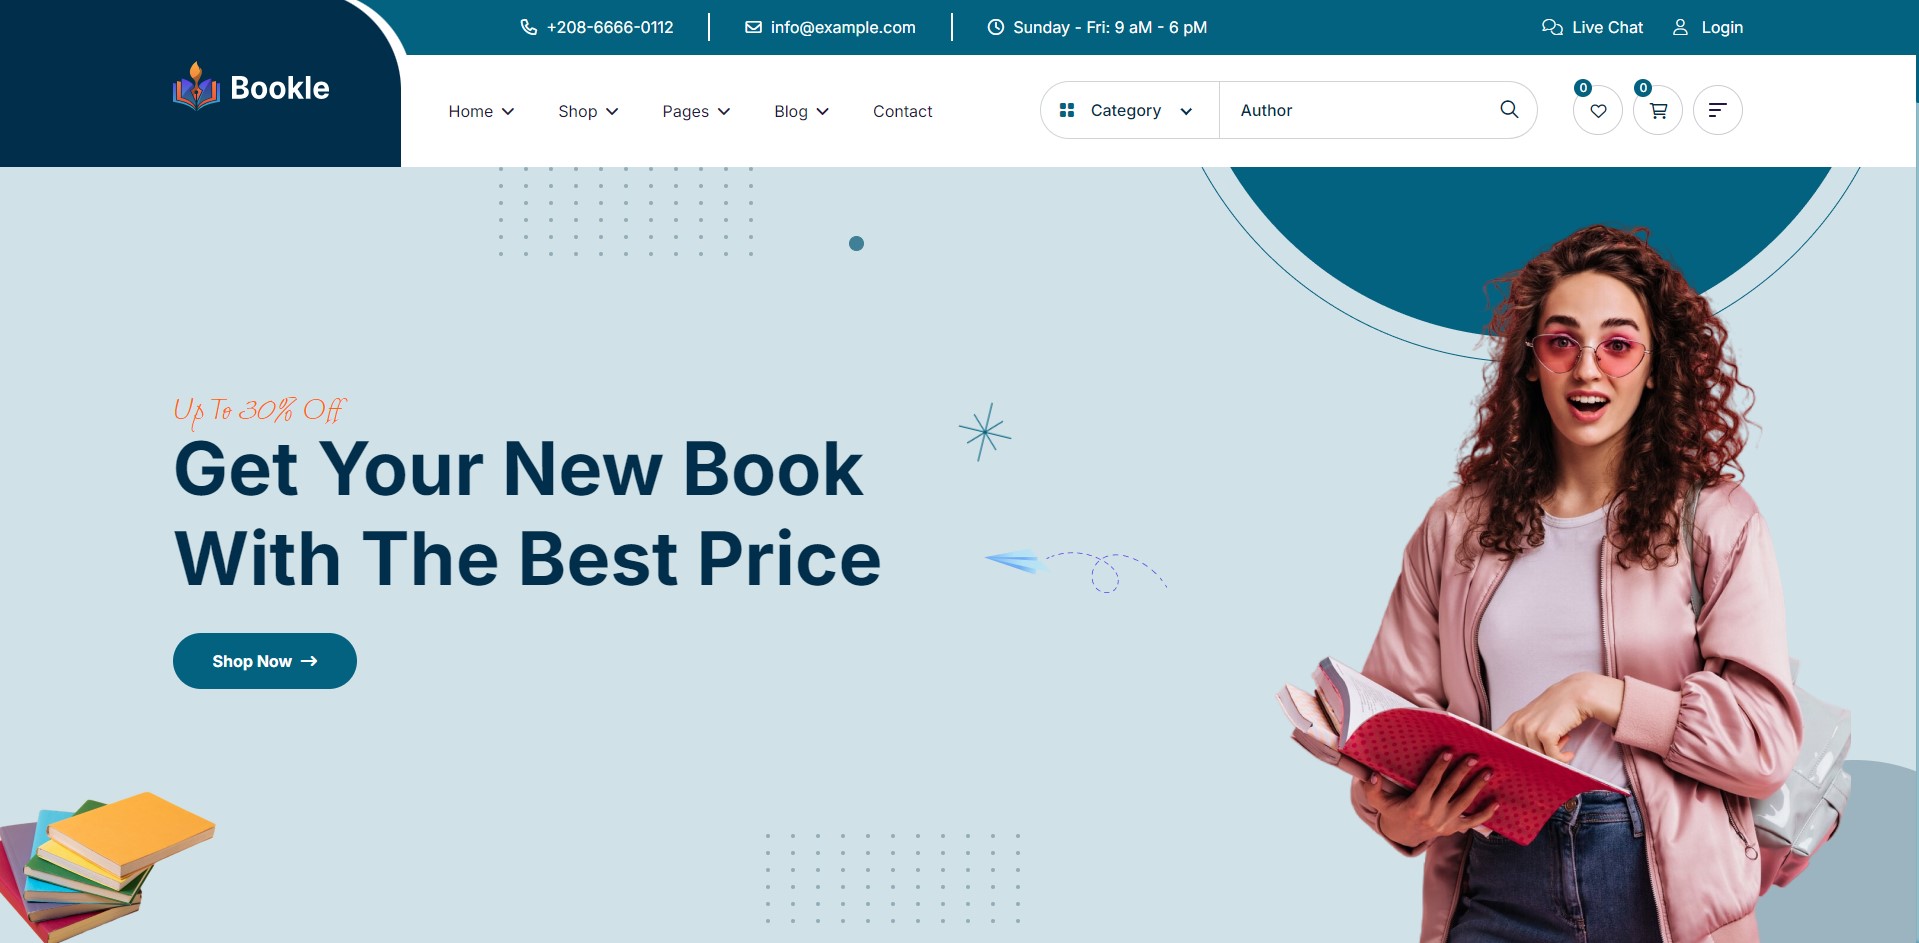 +208-6666-0112
info@example.com
Sunday - Fri: 9 aM - 6 pM
Live Chat
Login
Bookle
Home
Shop
Pages
Blog
Contact
Category
Author
0
0
Up To 30% Off
Get Your New Book
With The Best Price
Shop Now